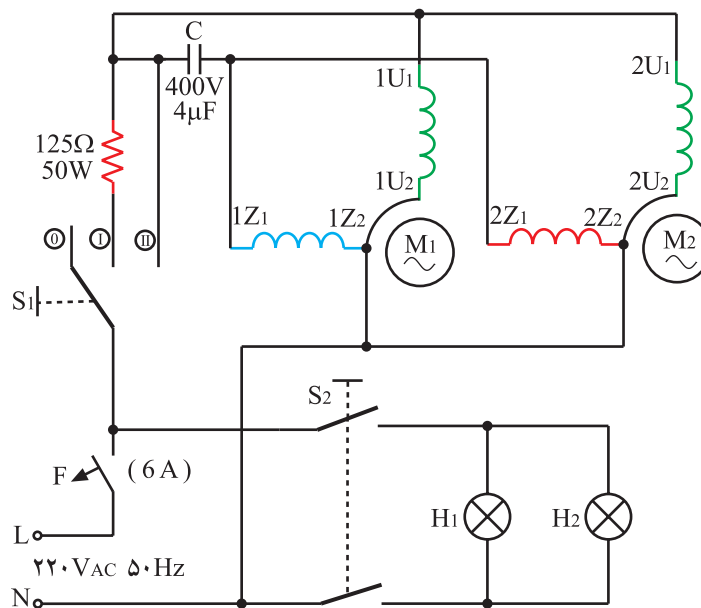 C
400V
4µF
125Ω
50W
1U1
1U2
2U1
2U2
1Z1 1Z2
2Z1 2Z2
M1
M2
0 I II
S1
S2
F (6A)
H1 H2
L
۲۲۰VAC ۵۰Hz
N